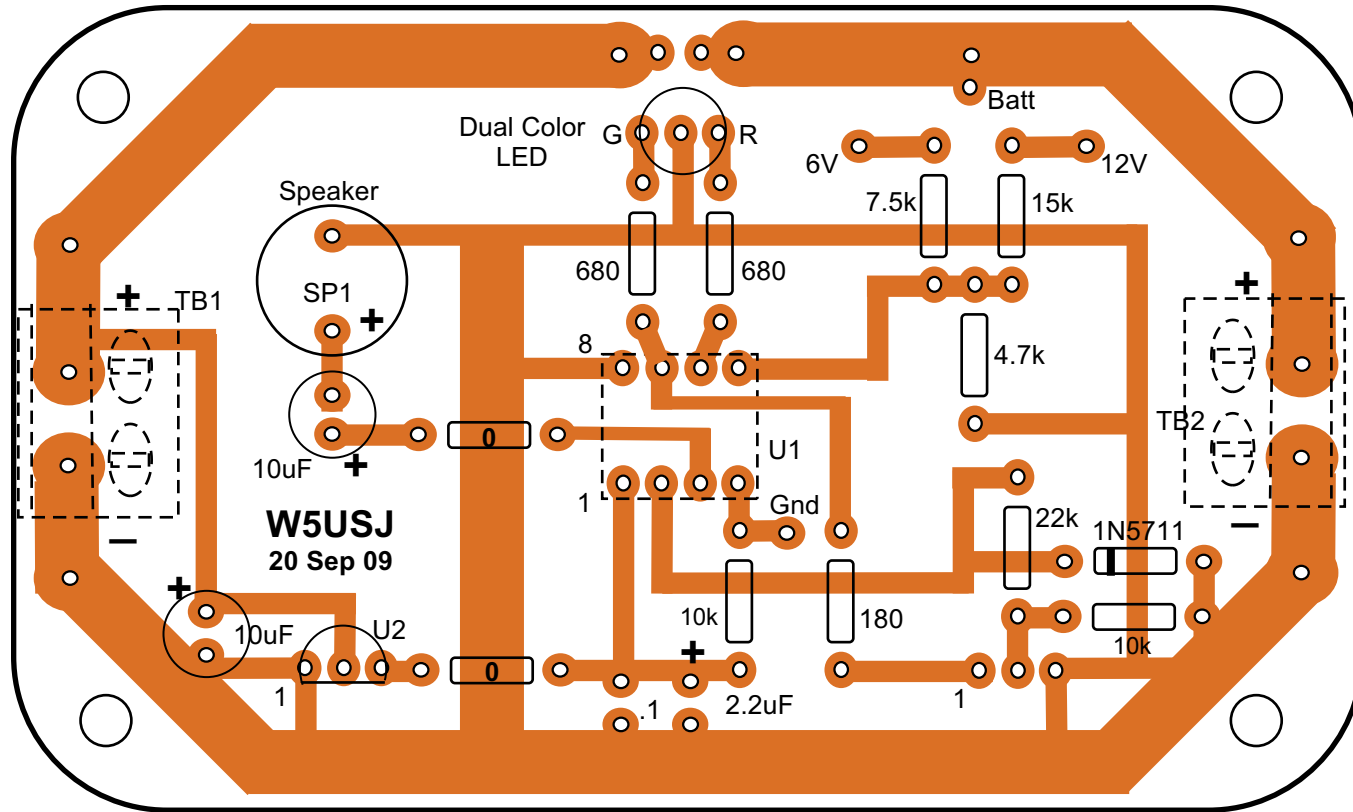 Batt
Dual Color
LED
G
R
6V
12V
Speaker
7.5k
15k
SP1
+
680
680
+
TB1
+
8
4.7k
TB2
0
10uF
+
U1
1
Gnd
W5USJ
20 Sep 09
−
22k
1N5711
−
+
10uF
U2
10k
180
10k
0
+
1
.1
2.2uF
1